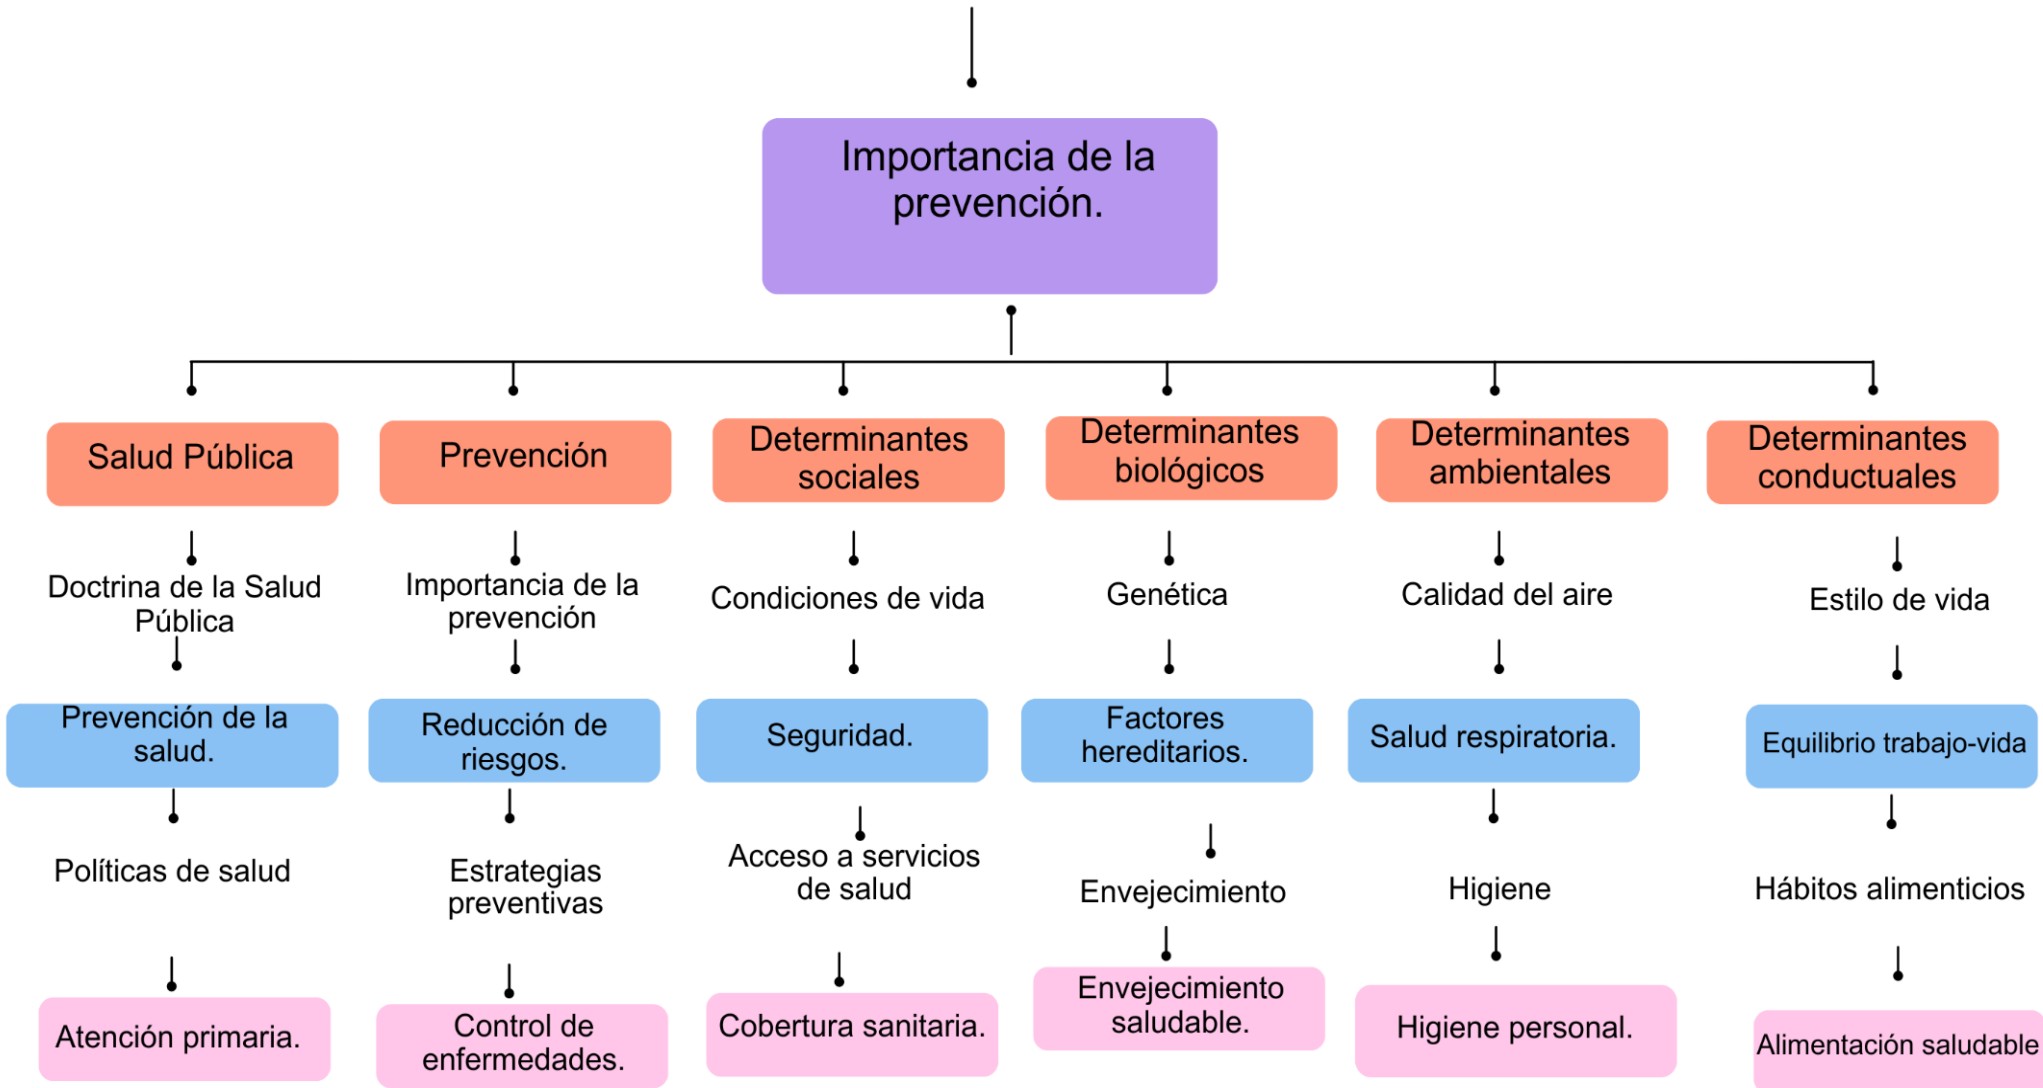 Importancia de la
prevención.
Salud Pública
Prevención
Determinantes
sociales
Determinantes
biológicos
Determinantes
ambientales
Determinantes
conductuales
Doctrina de la Salud
Pública
Importancia de la
prevención
Condiciones de vida
Genética
Calidad del aire
Estilo de vida
Prevención de la
salud.
Reducción de
riesgos.
Seguridad.
Factores
hereditarios.
Salud respiratoria.
Equilibrio trabajo-vida
Políticas de salud
Estrategias
preventivas
Acceso a servicios
de salud
Envejecimiento
Higiene
Hábitos alimenticios
Atención primaria.
Control de
enfermedades.
Cobertura sanitaria.
Envejecimiento
saludable.
Higiene personal.
Alimentación saludable